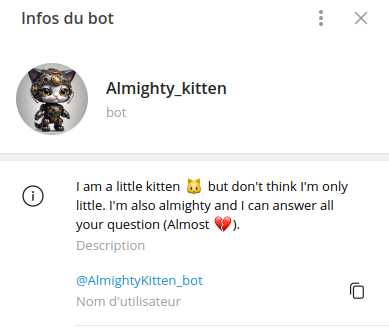 Infos du bot
Almighty_kitten
bot
I am a little kitten 🐱 but don't think I'm only
little. I'm also almighty and I can answer all
your question (Almost 💔).
Description
@AlmightyKitten_bot
Nom d'utilisateur